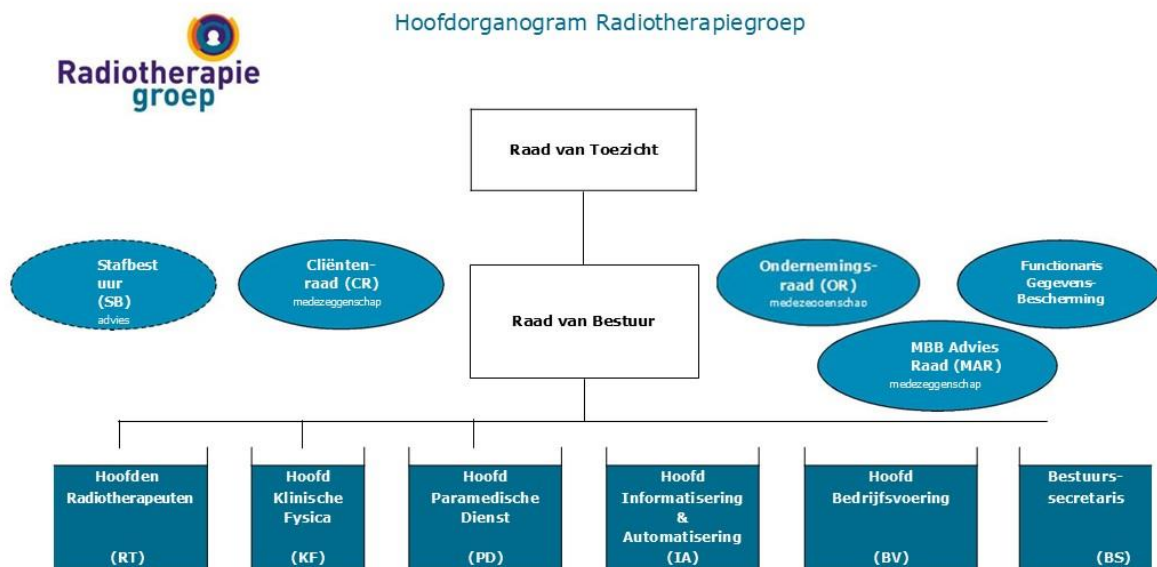 Hoofdorganogram Radiotherapiegroep
Radiotherapie
groep
Raad van Toezicht
Stafbest
uur
(SB)
advies
Cliënten-
raad (CR)
medezeggenschap
Raad van Bestuur
Ondernemings-
raad (OR)
medezeggenschap
Functionaris
Gegevens-
Bescherming
MBB Advies
Raad (MAR)
medezeggenschap
Hoofden
Radiotherapeuten
(RT)
Hoofd
Klinische
Fysica
(KF)
Hoofd
Paramedische
Dienst
(PD)
Hoofd
Informatisering
&
Automatisering
(IA)
Hoofd
Bedrijfsvoering
(BV)
Bestuurs-
secretaris
(BS)